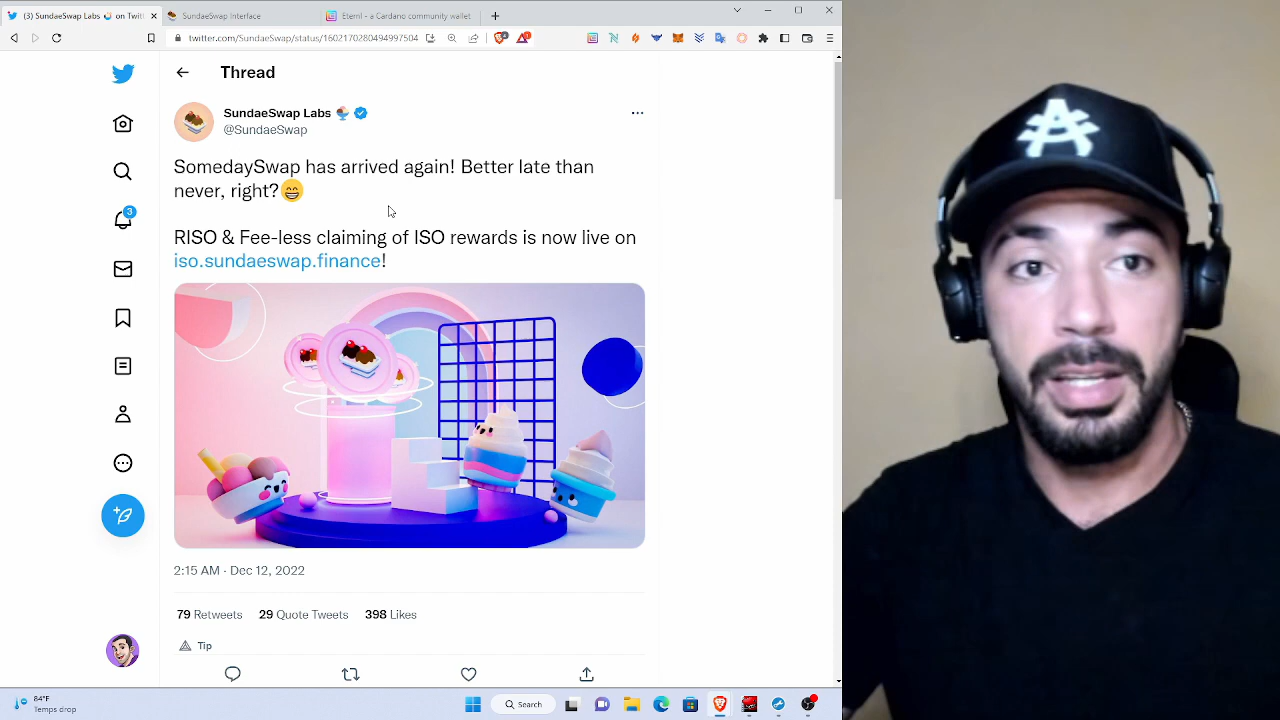 (3) SundaeSwap Labs
on Twitt
SundaeSwap Interface
Eternl - a Cardano community wallet
twitter.com/SundaeSwap/status/1602170280494997504
Thread
SundaeSwap Labs
@SundaeSwap
SomedaySwap has arrived again! Better late than
never, right?😁
RISO & Fee-less claiming of ISO rewards is now live on
iso.sundaeswap.finance!
3
2:15 AM · Dec 12, 2022
79 Retweets 29 Quote Tweets 398 Likes
Tip
84°F
Temps drop
Search